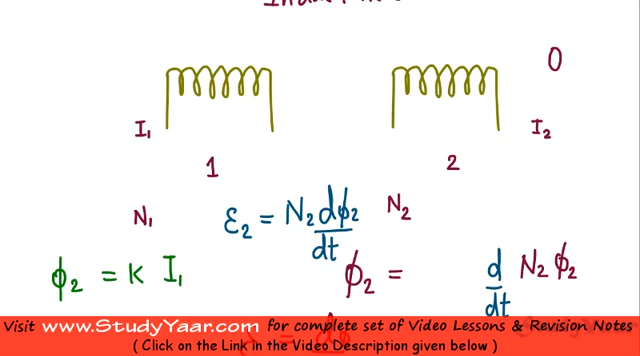 0
I₁ I₂
1 2
N₁ ε₂ = N₂ dϕ₂/dt N₂
ϕ₂ = K I₁ ϕ₂ = d/dt N₂ ϕ₂
Visit www.StudyYaar.com for complete set of Video Lessons & Revision Notes
( Click on the Link in the Video Description given below )